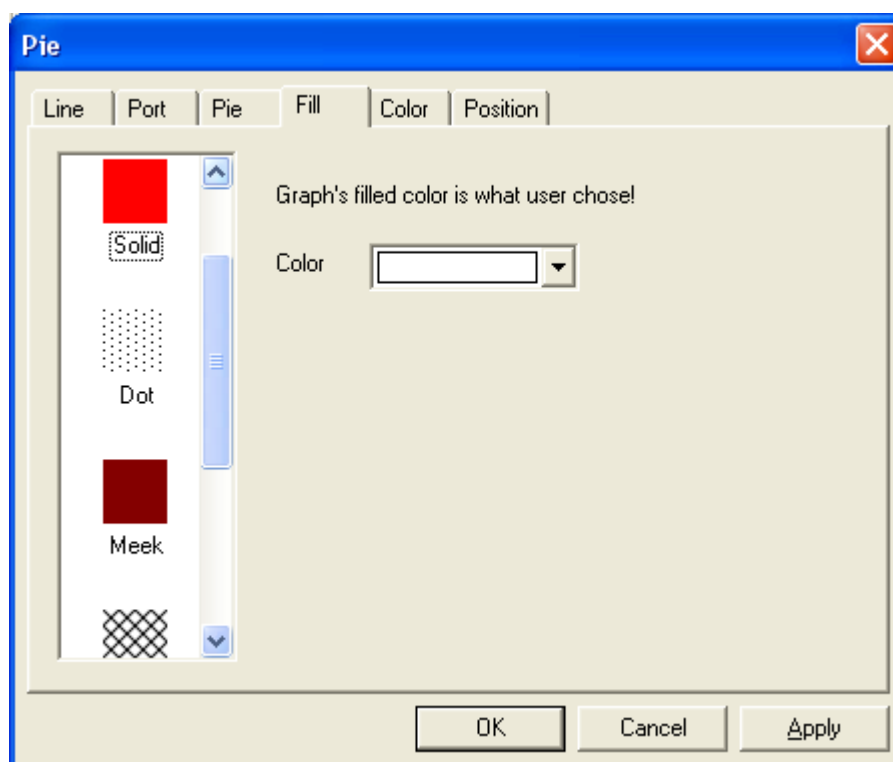 Pie
Line Port Pie Fill Color Position
Solid
Graph's filled color is what user chose!
Color
Dot
Meek
OK Cancel Apply